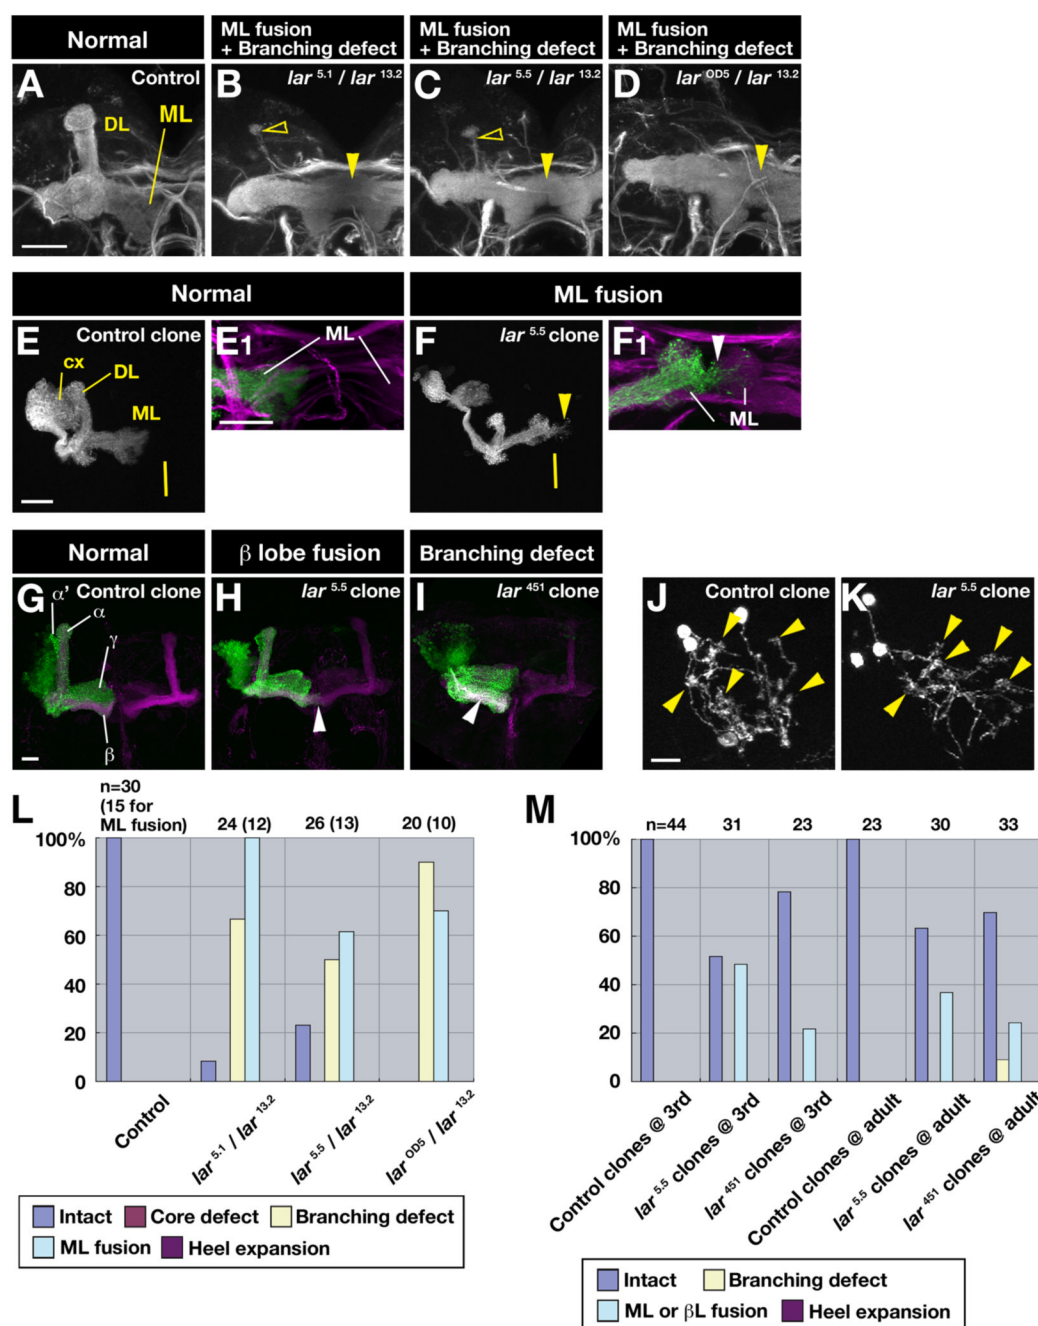 Normal
ML fusion
+ Branching defect
ML fusion
+ Branching defect
ML fusion
+ Branching defect
A
Control
DL
ML
B
lar 5.1 / lar 13.2
C
lar 5.5 / lar 13.2
D
lar OD5 / lar 13.2
Normal
ML fusion
E
Control clone
cx
DL
ML
E1
ML
F
lar 5.5 clone
F1
ML
Normal
β lobe fusion
Branching defect
G
Control clone
α'
α
γ
β
H
lar 5.5 clone
I
lar 451 clone
J
Control clone
K
lar 5.5 clone
L
n=30
(15 for
ML fusion)
24 (12)
26 (13)
20 (10)
100%
80
60
40
20
0
Control
lar 5.1 / lar 13.2
lar 5.5 / lar 13.2
lar OD5 / lar 13.2
Intact
Core defect
Branching defect
ML fusion
Heel expansion
M
n=44
31
23
23
30
33
100%
80
60
40
20
0
Control clones @ 3rd
lar 5.5 clones @ 3rd
lar 451 clones @ 3rd
Control clones @ adult
lar 5.5 clones @ adult
lar 451 clones @ adult
Intact
Branching defect
ML or βL fusion
Heel expansion